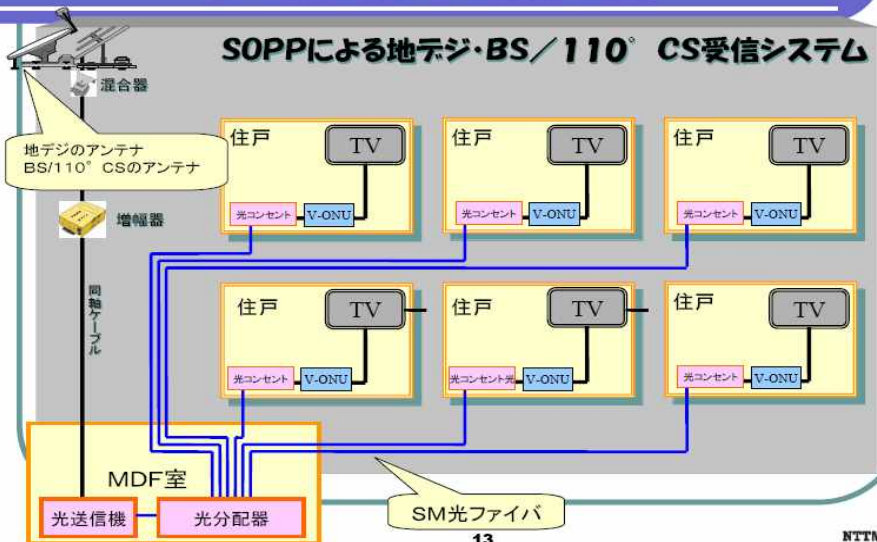 SOPPによる地デジ･BS／110° CS受信システム
混合器
地デジのアンテナ
BS/110°CSのアンテナ
増幅器
同軸ケーブル
住戸
TV
光コンセント
V-ONU
住戸
TV
光コンセント
V-ONU
住戸
TV
光コンセント
V-ONU
住戸
TV
光コンセント
V-ONU
住戸
TV
光コンセント光
V-ONU
住戸
TV
光コンセント
V-ONU
MDF室
光送信機
光分配器
SM光ファイバ
13
NTTM